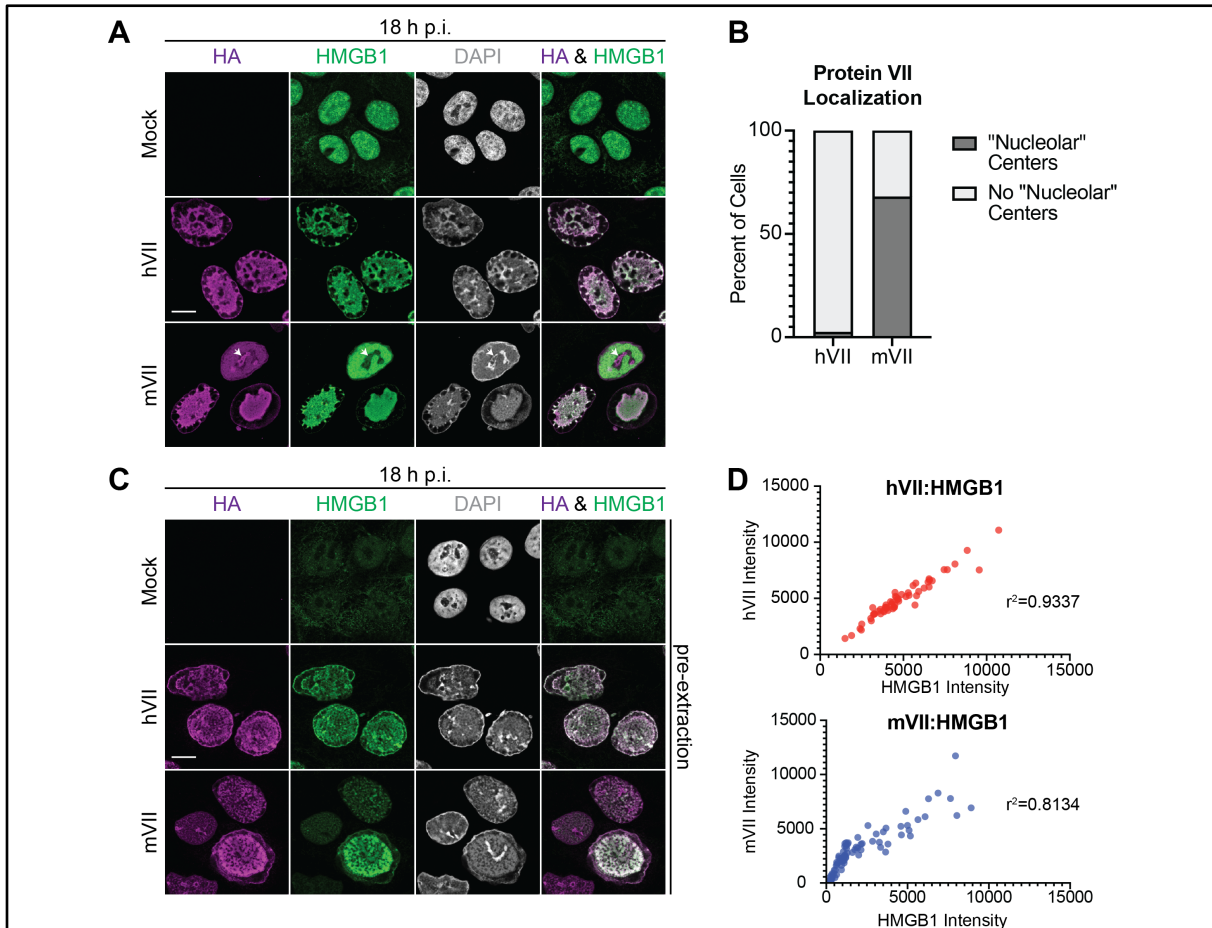 A
18 h p.i.
HA HMGB1 DAPI HA & HMGB1
Mock
hVII
mVII
B
Protein VII
Localization
100
50
0
Percent of Cells
hVII mVII
"Nucleolar"
Centers
No "Nucleolar"
Centers
C
18 h p.i.
HA HMGB1 DAPI HA & HMGB1
Mock
hVII
mVII
pre-extraction
D
hVII:HMGB1
15000
10000
5000
0
hVII Intensity
r²=0.9337
0 5000 10000 15000
HMGB1 Intensity
mVII:HMGB1
15000
10000
5000
0
mVII Intensity
r²=0.8134
0 5000 10000 15000
HMGB1 Intensity